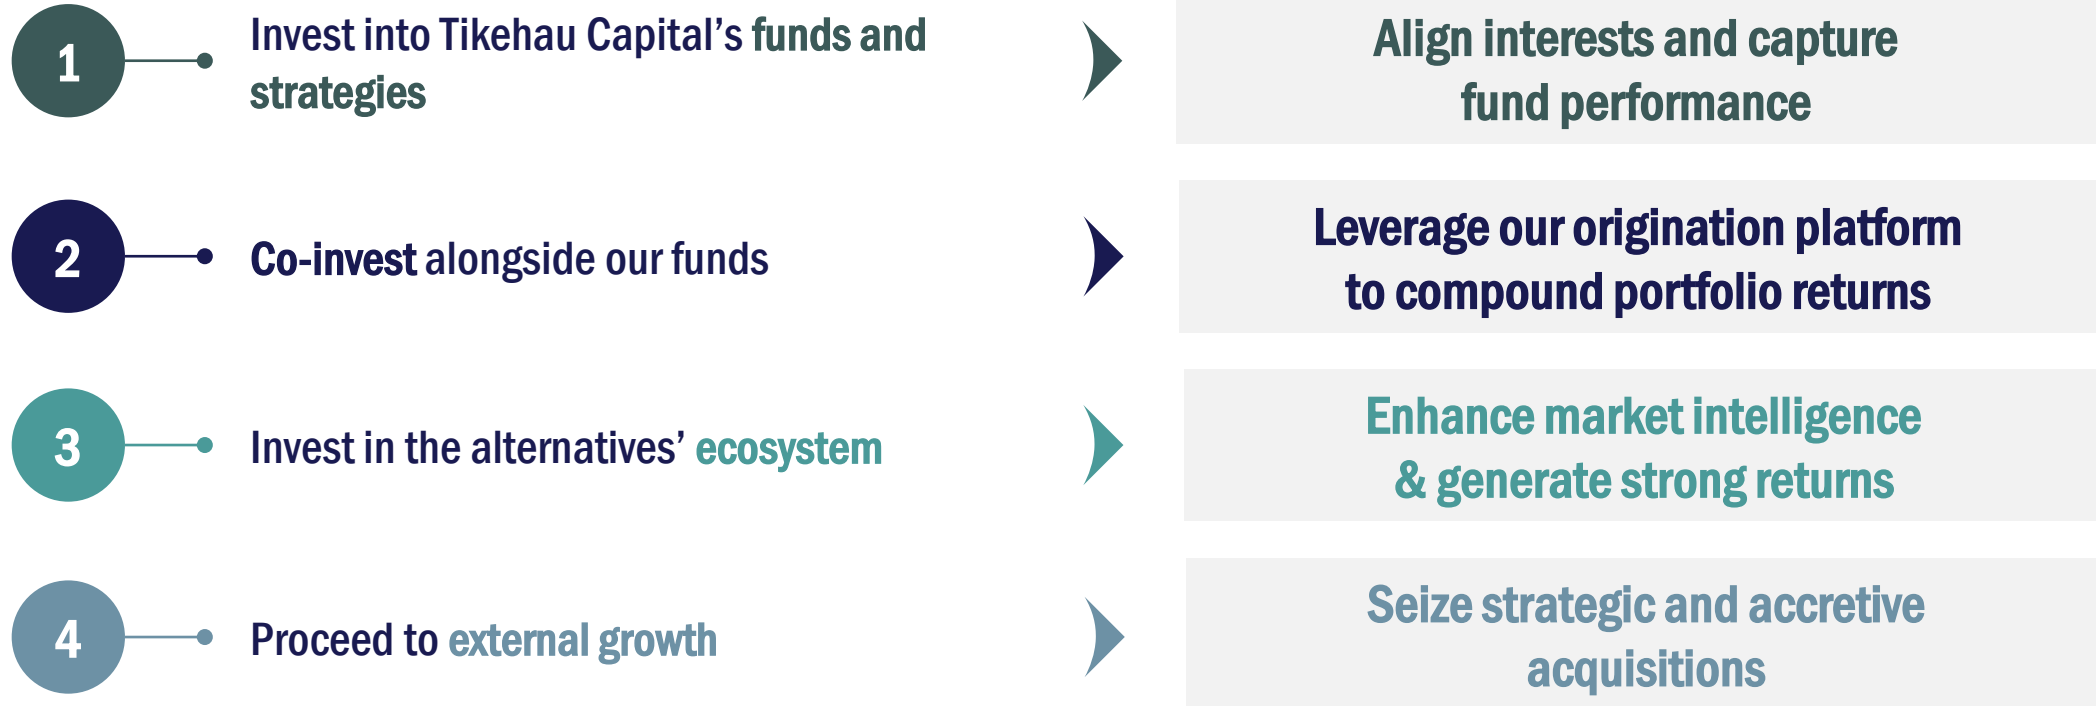 1
Invest into Tikehau Capital’s funds and
strategies
Align interests and capture
fund performance
2
Co-invest alongside our funds
Leverage our origination platform
to compound portfolio returns
3
Invest in the alternatives’ ecosystem
Enhance market intelligence
& generate strong returns
4
Proceed to external growth
Seize strategic and accretive
acquisitions